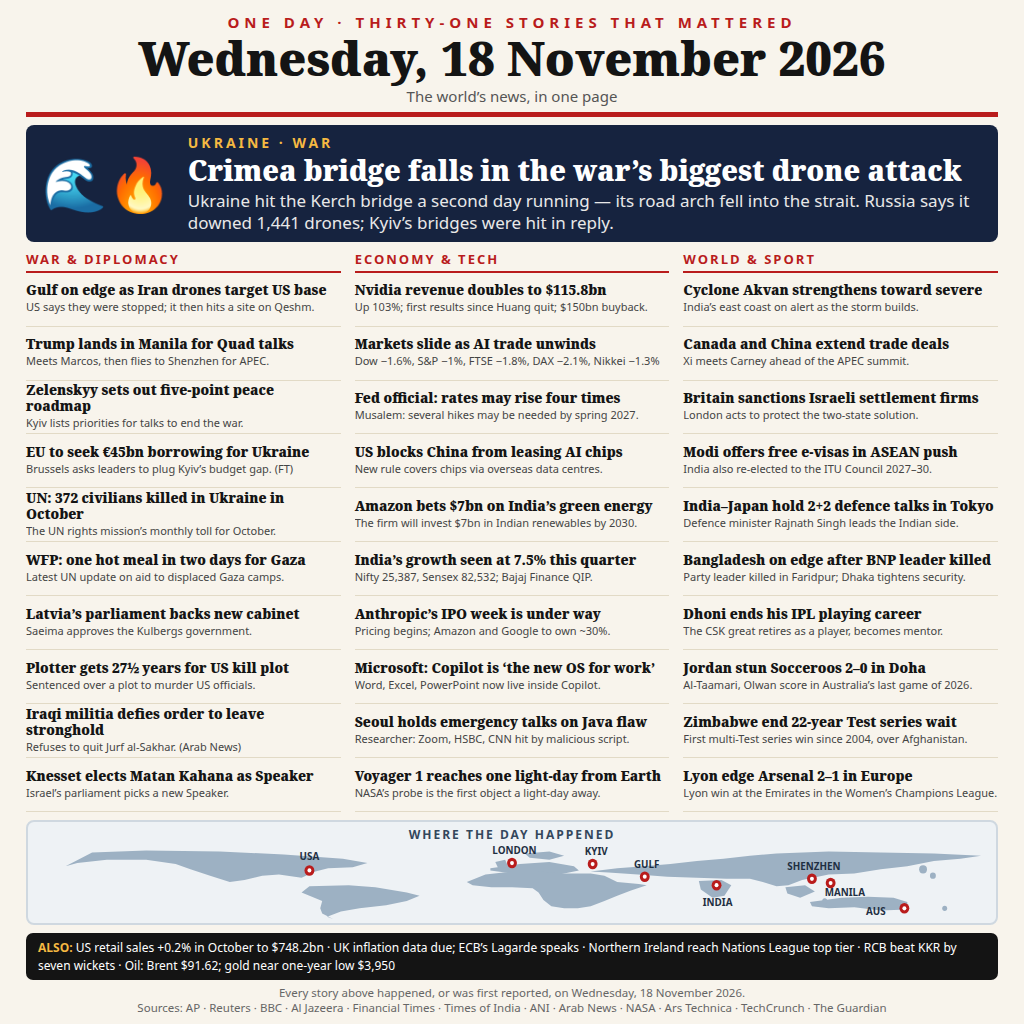 ONE DAY · THIRTY-ONE STORIES THAT MATTERED
Wednesday, 18 November 2026
The world’s news, in one page
UKRAINE · WAR
Crimea bridge falls in the war’s biggest drone attack
Ukraine hit the Kerch bridge a second day running — its road arch fell into the strait. Russia says it
downed 1,441 drones; Kyiv’s bridges were hit in reply.
WAR & DIPLOMACY
Gulf on edge as Iran drones target US base
US says they were stopped; it then hits a site on Qeshm.
Trump lands in Manila for Quad talks
Meets Marcos, then flies to Shenzhen for APEC.
Zelenskyy sets out five-point peace
roadmap
Kyiv lists priorities for talks to end the war.
EU to seek €45bn borrowing for Ukraine
Brussels asks leaders to plug Kyiv’s budget gap. (FT)
UN: 372 civilians killed in Ukraine in
October
The UN rights mission’s monthly toll for October.
WFP: one hot meal in two days for Gaza
Latest UN update on aid to displaced Gaza camps.
Latvia’s parliament backs new cabinet
Saeima approves the Kulbergs government.
Plotter gets 27½ years for US kill plot
Sentenced over a plot to murder US officials.
Iraqi militia defies order to leave
stronghold
Refuses to quit Jurf al-Sakhar. (Arab News)
Knesset elects Matan Kahana as Speaker
Israel’s parliament picks a new Speaker.
ECONOMY & TECH
Nvidia revenue doubles to $115.8bn
Up 103%; first results since Huang quit; $150bn buyback.
Markets slide as AI trade unwinds
Dow −1.6%, S&P −1%, FTSE −1.8%, DAX −2.1%, Nikkei −1.3%
Fed official: rates may rise four times
Musalem: several hikes may be needed by spring 2027.
US blocks China from leasing AI chips
New rule covers chips via overseas data centres.
Amazon bets $7bn on India’s green energy
The firm will invest $7bn in Indian renewables by 2030.
India’s growth seen at 7.5% this quarter
Nifty 25,387, Sensex 82,532; Bajaj Finance QIP.
Anthropic’s IPO week is under way
Pricing begins; Amazon and Google to own ~30%.
Microsoft: Copilot is ‘the new OS for work’
Word, Excel, PowerPoint now live inside Copilot.
Seoul holds emergency talks on Java flaw
Researcher: Zoom, HSBC, CNN hit by malicious script.
Voyager 1 reaches one light-day from Earth
NASA’s probe is the first object a light-day away.
WORLD & SPORT
Cyclone Akvan strengthens toward severe
India’s east coast on alert as the storm builds.
Canada and China extend trade deals
Xi meets Carney ahead of the APEC summit.
Britain sanctions Israeli settlement firms
London acts to protect the two-state solution.
Modi offers free e-visas in ASEAN push
India also re-elected to the ITU Council 2027–30.
India–Japan hold 2+2 defence talks in Tokyo
Defence minister Rajnath Singh leads the Indian side.
Bangladesh on edge after BNP leader killed
Party leader killed in Faridpur; Dhaka tightens security.
Dhoni ends his IPL playing career
The CSK great retires as a player, becomes mentor.
Jordan stun Socceroos 2–0 in Doha
Al-Taamari, Olwan score in Australia’s last game of 2026.
Zimbabwe end 22-year Test series wait
First multi-Test series win since 2004, over Afghanistan.
Lyon edge Arsenal 2–1 in Europe
Lyon win at the Emirates in the Women’s Champions League.
WHERE THE DAY HAPPENED
USA
LONDON
KYIV
GULF
INDIA
SHENZHEN
MANILA
AUS
ALSO: US retail sales +0.2% in October to $748.2bn · UK inflation data due; ECB’s Lagarde speaks · Northern Ireland reach Nations League top tier · RCB beat KKR by
seven wickets · Oil: Brent $91.62; gold near one-year low $3,950
Every story above happened, or was first reported, on Wednesday, 18 November 2026.
Sources: AP · Reuters · BBC · Al Jazeera · Financial Times · Times of India · ANI · Arab News · NASA · Ars Technica · TechCrunch · The Guardian